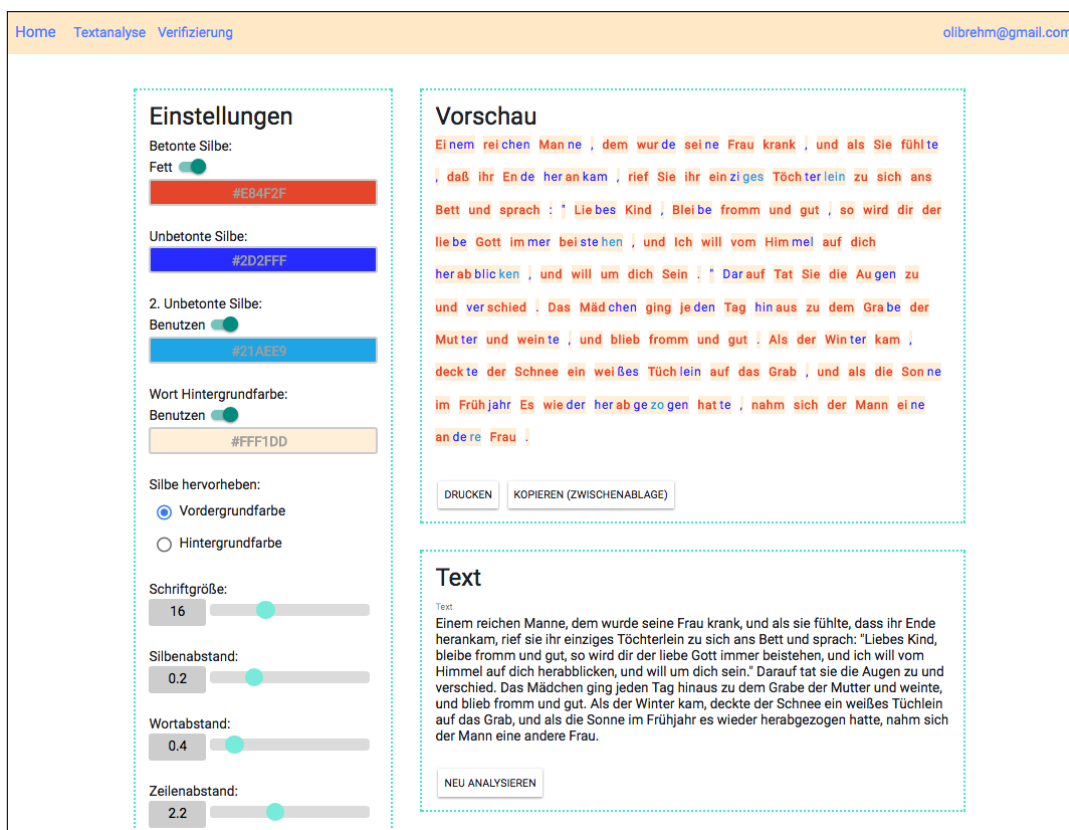 Home Textanalyse Verifizierung olibrehm@gmail.com
Einstellungen
Betonte Silbe:
Fett
#E84F2F
Unbetonte Silbe:
#2D2FFF
2. Unbetonte Silbe:
Benutzen
#21AEE9
Wort Hintergrundfarbe:
Benutzen
#FFF1DD
Silbe hervorheben:
Vordergrundfarbe
Hintergrundfarbe
Schriftgröße:
16
Silbenabstand:
0.2
Wortabstand:
0.4
Zeilenabstand:
2.2
Vorschau
Ei nem rei chen Man ne , dem wur de sei ne Frau krank , und als Sie fühl te
, daß ihr En de her an kam , rief Sie ihr ein zi ges Töch ter lein zu sich ans
Bett und sprach : " Lie bes Kind , Blei be fromm und gut , so wird dir der
lie be Gott im mer bei ste hen , und Ich will vom Him mel auf dich
her ab blic ken , und will um dich Sein . " Dar auf Tat Sie die Au gen zu
und ver schied . Das Mäd chen ging je den Tag hin aus zu dem Gra be der
Mut ter und wein te , und blieb fromm und gut . Als der Win ter kam ,
deck te der Schnee ein wei ßes Tüch lein auf das Grab , und als die Son ne
im Früh jahr Es wie der her ab ge zo gen hat te , nahm sich der Mann ei ne
an de re Frau .
DRUCKEN KOPIEREN (ZWISCHENABLAGE)
Text
Text
Einem reichen Manne, dem wurde seine Frau krank, und als sie fühlte, dass ihr Ende
herankam, rief sie ihr einziges Töchterlein zu sich ans Bett und sprach: "Liebes Kind,
bleibe fromm und gut, so wird dir der liebe Gott immer beistehen, und ich will vom
Himmel auf dich herabblicken, und will um dich sein." Darauf tat sie die Augen zu und
verschied. Das Mädchen ging jeden Tag hinaus zu dem Grabe der Mutter und weinte,
und blieb fromm und gut. Als der Winter kam, deckte der Schnee ein weißes Tüchlein
auf das Grab, und als die Sonne im Frühjahr es wieder herabgezogen hatte, nahm sich
der Mann eine andere Frau.
NEU ANALYSIEREN